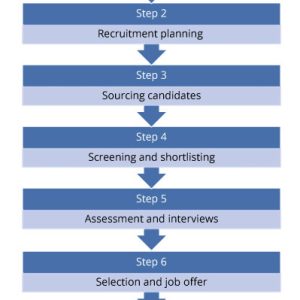 Step 2
Recruitment planning
Step 3
Sourcing candidates
Step 4
Screening and shortlisting
Step 5
Assessment and interviews
Step 6
Selection and job offer